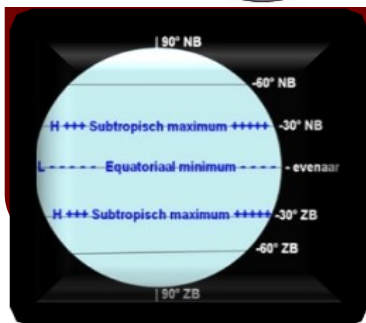 | 90° NB
-60° NB
H +++ Subtropisch maximum +++++ -30° NB
L - - - - - Equatoriaal minimum - - - - - evenaar
H +++ Subtropisch maximum +++++ -30° ZB
-60° ZB
| 90° ZB